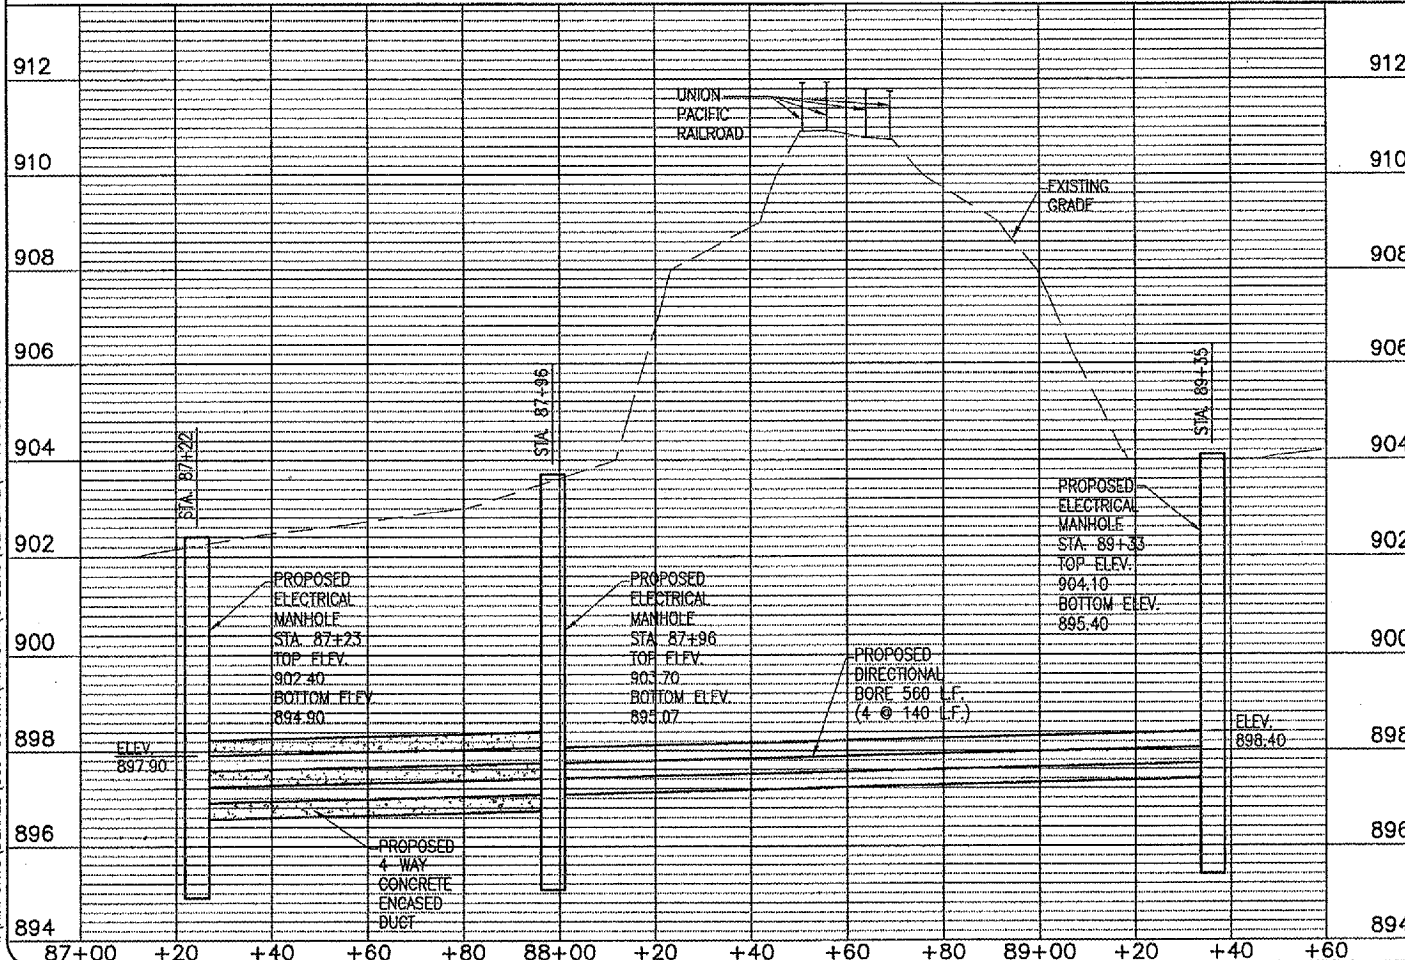 912
912
UNION
PACIFIC
RAILROAD
910
910
EXISTING
GRADE
908
908
906
906
STA. 87+96
STA. 89+35
904
904
STA. 87+22
PROPOSED
ELECTRICAL
MANHOLE
STA. 89+33
TOP ELEV.
904.10
BOTTOM ELEV.
895.40
902
902
PROPOSED
ELECTRICAL
MANHOLE
STA. 87+23
TOP ELEV.
902.40
BOTTOM ELEV
894.90
PROPOSED
ELECTRICAL
MANHOLE
STA. 87+96
TOP ELEV.
903.70
BOTTOM ELEV.
895.07
900
900
PROPOSED
DIRECTIONAL
BORE 560 L.F.
(4 @ 140 L.F.)
898
898
ELEV.
897.90
ELEV.
898.40
896
896
PROPOSED
4 WAY
CONCRETE
ENCASED
DUCT
894
894
87+00 +20 +40 +60 +80 88+00 +20 +40 +60 +80 89+00 +20 +40 +60